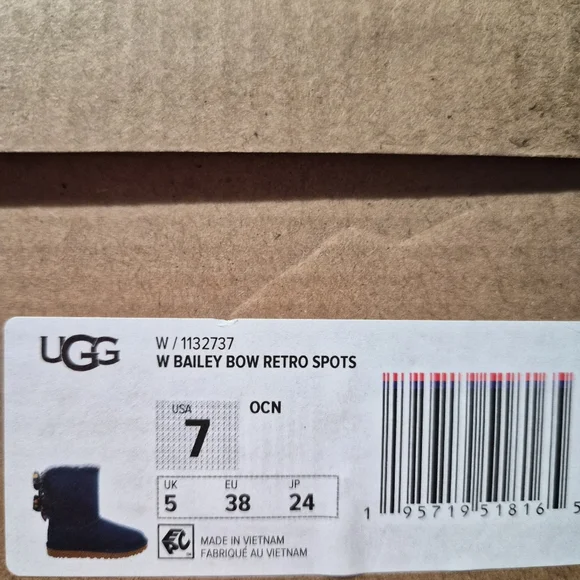 UGG
W / 1132737
W BAILEY BOW RETRO SPOTS
USA
7
OCN
UK EU JP
5 38 24
MADE IN VIETNAM
FABRIQUÉ AU VIETNAM
1 95719 51816 5